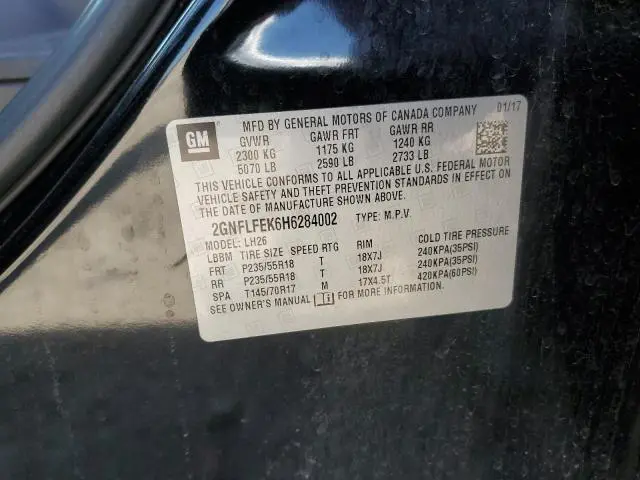 GM
MFD BY GENERAL MOTORS OF CANADA COMPANY 01/17
GVWR GAWR FRT GAWR RR
2300 KG 1175 KG 1240 KG
5070 LB 2590 LB 2733 LB
THIS VEHICLE CONFORMS TO ALL APPLICABLE U.S. FEDERAL MOTOR
VEHICLE SAFETY AND THEFT PREVENTION STANDARDS IN EFFECT ON
THE DATE OF MANUFACTURE SHOWN ABOVE.
2GNFLFEK6H6284002 TYPE: M.P.V.
MODEL: LH26
LBBM TIRE SIZE SPEED RTG RIM COLD TIRE PRESSURE
FRT P235/55R18 T 18X7J 240KPA(35PSI)
RR P235/55R18 T 18X7J 240KPA(35PSI)
SPA T145/70R17 M 17X4.5T 420KPA(60PSI)
SEE OWNER'S MANUAL FOR MORE INFORMATION